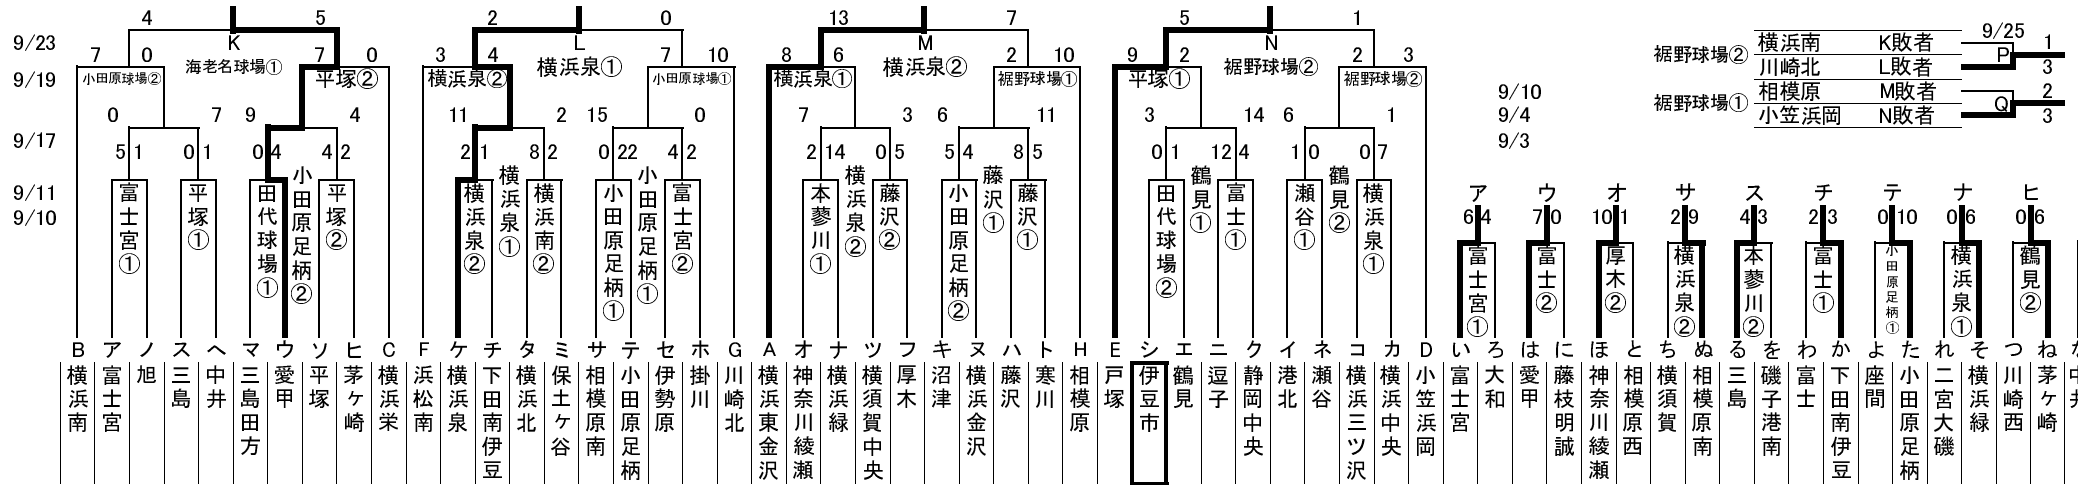 4 5 2 0 13 7 5 1
9/23 K L M N
7 0 7 0 3 4 7 10 8 6 2 10 9 2 2 3
海老名球場① 横浜泉① 横浜泉② 裾野球場②
9/19 小田原球場② 平塚② 横浜泉② 小田原球場① 横浜泉① 裾野球場① 平塚① 裾野球場②
0 7 9 4 11 2 15 0 7 3 6 11 3 14 6 1
9/17
5 1 0 1 0 4 4 2 2 1 8 2 0 22 4 2 2 14 0 5 5 4 8 5 0 1 12 4 1 0 0 7
9/11
9/10
富士宮① 平塚① 田代球場① 小田原足柄② 平塚② 横浜泉② 横浜泉① 横浜南② 小田原足柄① 小田原足柄① 富士宮② 本蓼川① 横浜泉② 藤沢② 小田原足柄② 藤沢① 藤沢① 田代球場② 鶴見① 富士① 瀬谷① 鶴見② 横浜泉①
9/10
9/4
9/3
9/25
裾野球場② 横浜南 K敗者 P 1
川崎北 L敗者 3
裾野球場① 相模原 M敗者 Q 2
小笠浜岡 N敗者 3
ア ウ オ サ ス チ テ ナ ヒ
6 4 7 0 10 1 2 9 4 3 2 3 0 10 0 6 0 6
富士宮① 富士② 厚木② 横浜泉② 本蓼川② 富士① 小田原足柄① 横浜泉① 鶴見②
B 横浜南
ア 富士宮
ノ 旭
ス 三島
ヘ 中井
マ 三島田方
ウ 愛甲
ソ 平塚
ヒ 茅ヶ崎
C 横浜栄
F 浜松南
ケ 横浜泉
チ 下田南伊豆
タ 横浜北
ミ 保土ヶ谷
サ 相模原南
テ 小田原足柄
セ 伊勢原
ホ 掛川
G 川崎北
A 横浜東金沢
オ 神奈川綾瀬
ナ 横浜緑
ツ 横須賀中央
フ 厚木
キ 沼津
ヌ 横浜金沢
ハ 藤沢
ト 寒川
H 相模原
E 戸塚
シ 伊豆市
エ 鶴見
ニ 逗子
ク 静岡中央
イ 港北
ネ 瀬谷
コ 横浜三ツ沢
カ 横浜中央
D 小笠浜岡
い 富士宮
ろ 大和
は 愛甲
に 藤枝明誠
ほ 神奈川綾瀬
と 相模原西
ち 横須賀
ぬ 相模原南
る 三島
を 磯子港南
わ 富士
か 下田南伊豆
よ 座間
た 小田原足柄
れ 二宮大磯
そ 横浜緑
つ 川崎西
ね 茅ヶ崎